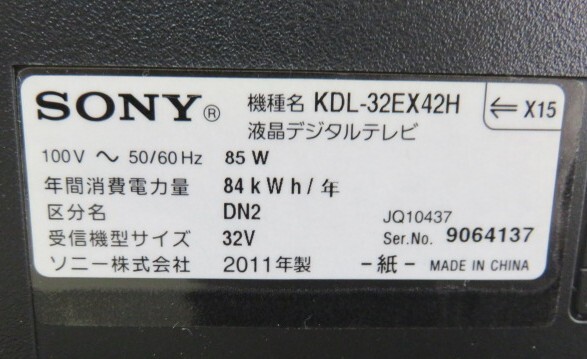 SONY® 機種名 KDL-32EX42H
液晶デジタルテレビ
⇐ X15
100V ～ 50/60 Hz 85 W
年間消費電力量 84 k W h / 年
区分名 DN2
JQ10437
受信機型サイズ 32V
Ser.No. 9064137
ソニー株式会社 2011年製 - 紙 - MADE IN CHINA